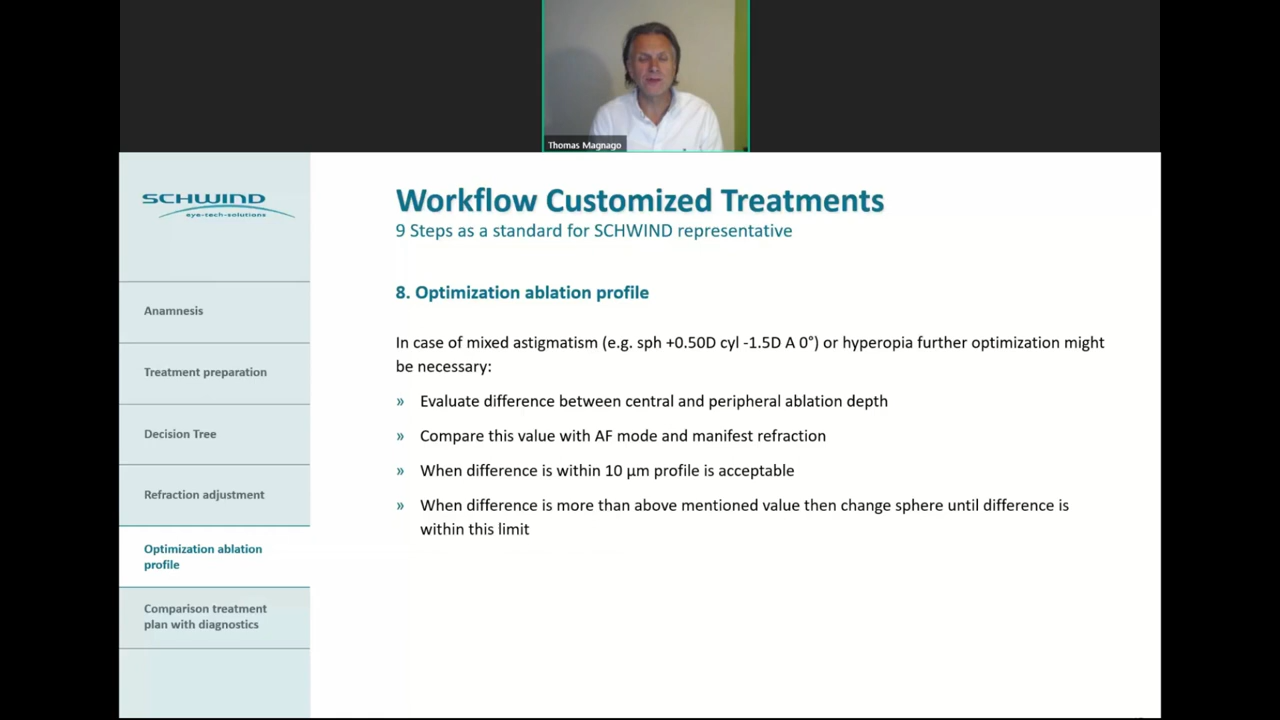 Thomas Magnago
SCHWIND
eye-tech-solutions
Workflow Customized Treatments
9 Steps as a standard for SCHWIND representative
Anamnesis
Treatment preparation
Decision Tree
Refraction adjustment
Optimization ablation
profile
Comparison treatment
plan with diagnostics
8. Optimization ablation profile
In case of mixed astigmatism (e.g. sph +0.50D cyl -1.5D A 0°) or hyperopia further optimization might
be necessary:
» Evaluate difference between central and peripheral ablation depth
» Compare this value with AF mode and manifest refraction
» When difference is within 10 µm profile is acceptable
» When difference is more than above mentioned value then change sphere until difference is
within this limit